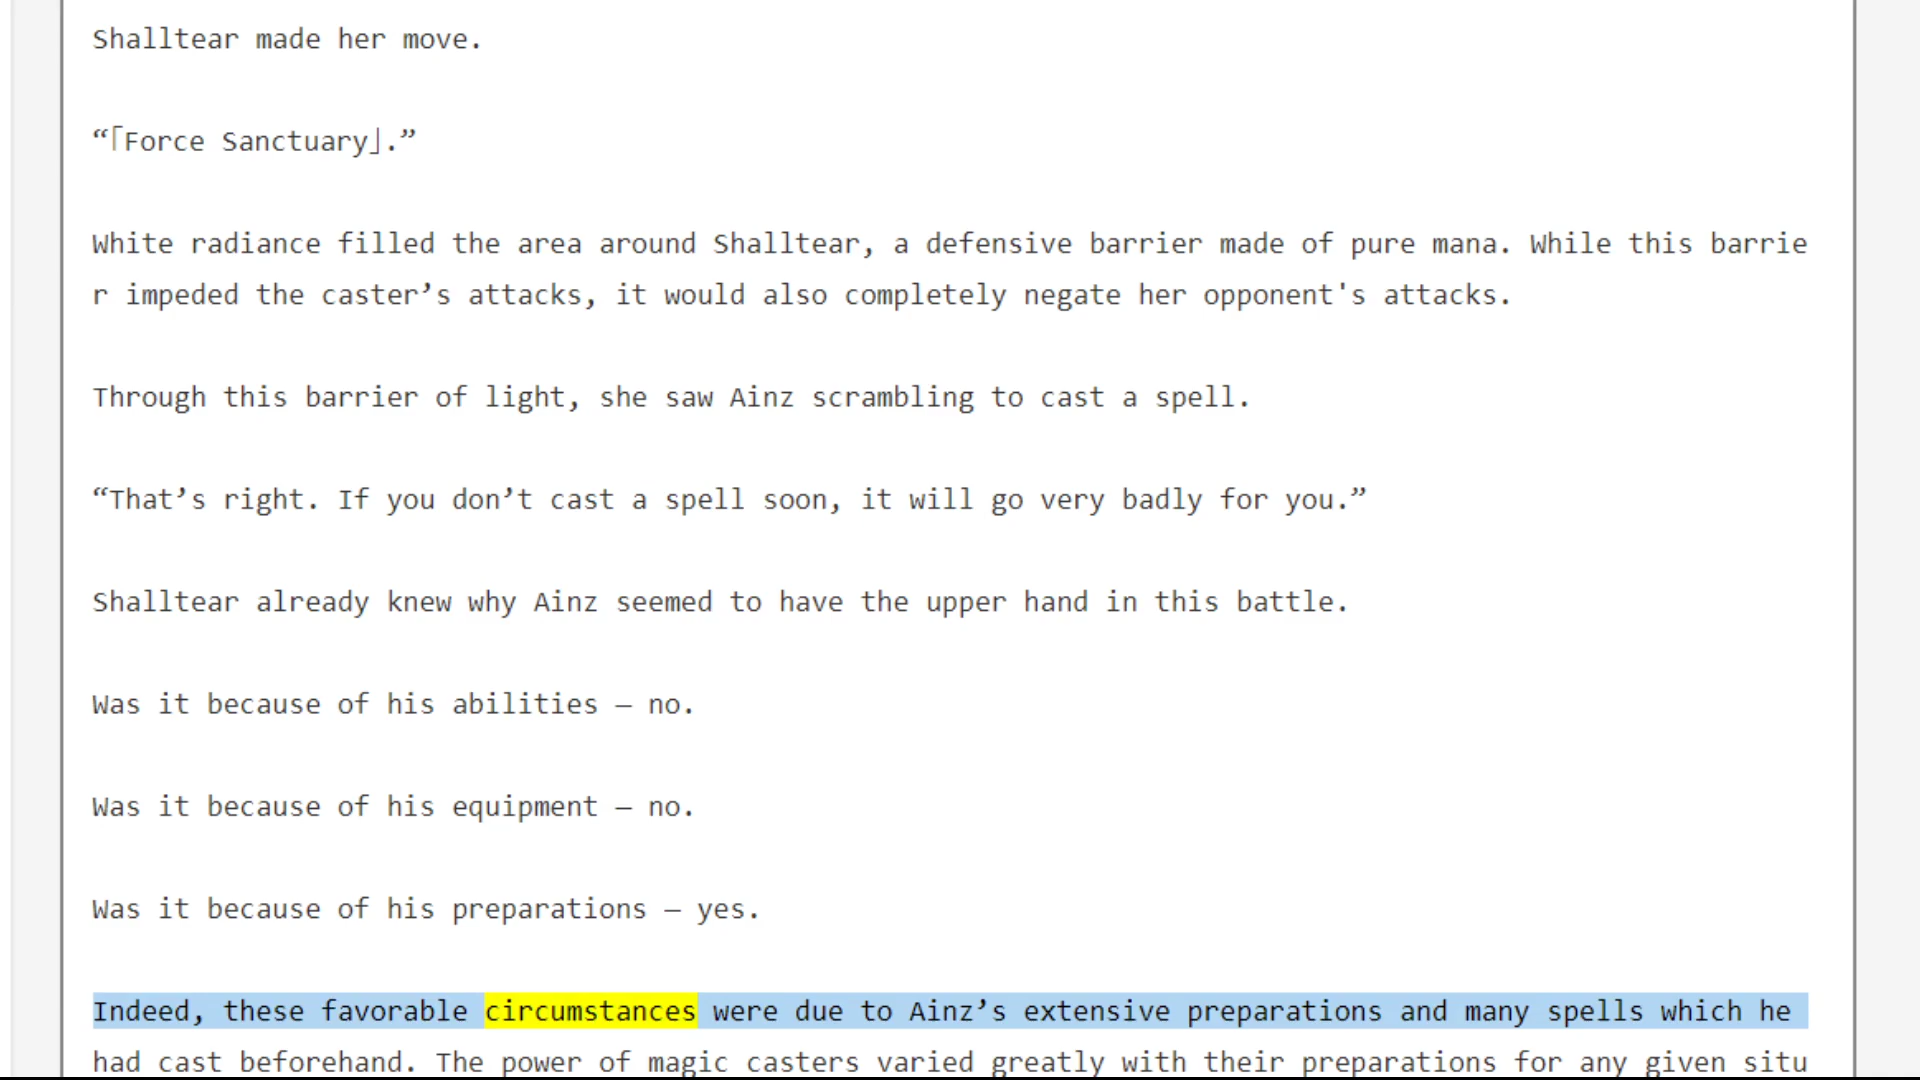 Shalltear made her move.
“「Force Sanctuary」.”
White radiance filled the area around Shalltear, a defensive barrier made of pure mana. While this barrie
r impeded the caster’s attacks, it would also completely negate her opponent's attacks.
Through this barrier of light, she saw Ainz scrambling to cast a spell.
“That’s right. If you don’t cast a spell soon, it will go very badly for you.”
Shalltear already knew why Ainz seemed to have the upper hand in this battle.
Was it because of his abilities — no.
Was it because of his equipment — no.
Was it because of his preparations — yes.
Indeed, these favorable circumstances were due to Ainz’s extensive preparations and many spells which he
had cast beforehand. The power of magic casters varied greatly with their preparations for any given situ